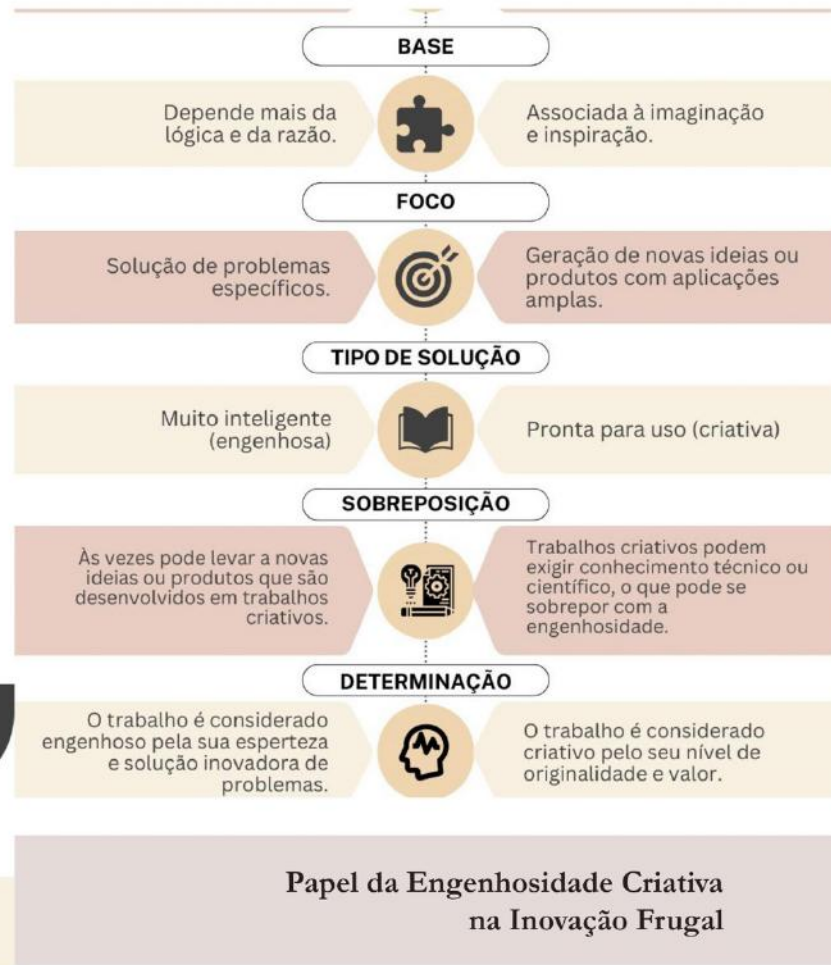 BASE
Depende mais da
lógica e da razão.
Associada à imaginação
e inspiração.
FOCO
Solução de problemas
específicos.
Geração de novas ideias ou
produtos com aplicações
amplas.
TIPO DE SOLUÇÃO
Muito inteligente
(engenhosa)
Pronta para uso (criativa)
SOBREPOSIÇÃO
Às vezes pode levar a novas
ideias ou produtos que são
desenvolvidos em trabalhos
criativos.
Trabalhos criativos podem
exigir conhecimento técnico ou
científico, o que pode se
sobrepor com a
engenhosidade.
DETERMINAÇÃO
O trabalho é considerado
engenhoso pela sua esperteza
e solução inovadora de
problemas.
O trabalho é considerado
criativo pelo seu nível de
originalidade e valor.
Papel da Engenhosidade Criativa
na Inovação Frugal